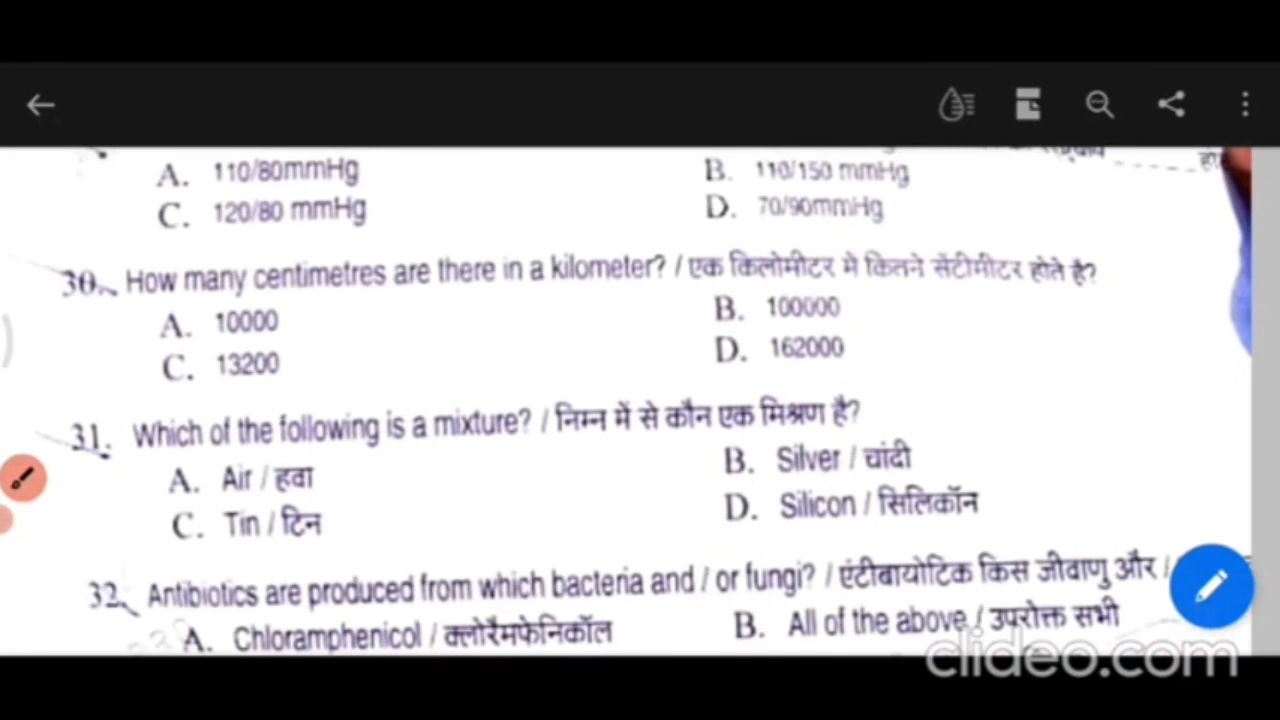 A. 110/80mmHg B. 110/150 mmHg
C. 120/80 mmHg D. 70/90mmHg
30. How many centimetres are there in a kilometer? / एक किलोमीटर में कितने सेंटीमीटर होते है?
A. 10000 B. 100000
C. 13200 D. 162000
31. Which of the following is a mixture? / निम्न में से कौन एक मिश्रण है?
A. Air / हवा B. Silver / चांदी
C. Tin / टिन D. Silicon / सिलिकॉन
32. Antibiotics are produced from which bacteria and / or fungi? / एंटीबायोटिक किस जीवाणु और /
A. Chloramphenicol / क्लोरैमफेनिकॉल B. All of the above / उपरोक्त सभी
clideo.com